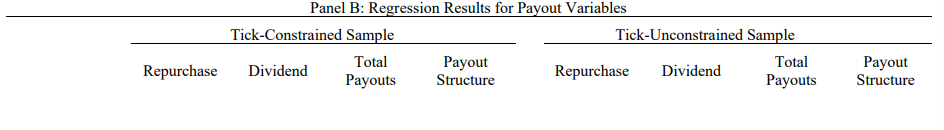 Panel B: Regression Results for Payout Variables
Tick-Constrained Sample Tick-Unconstrained Sample
Repurchase Dividend Total Payouts Payout Structure Repurchase Dividend Total Payouts Payout Structure